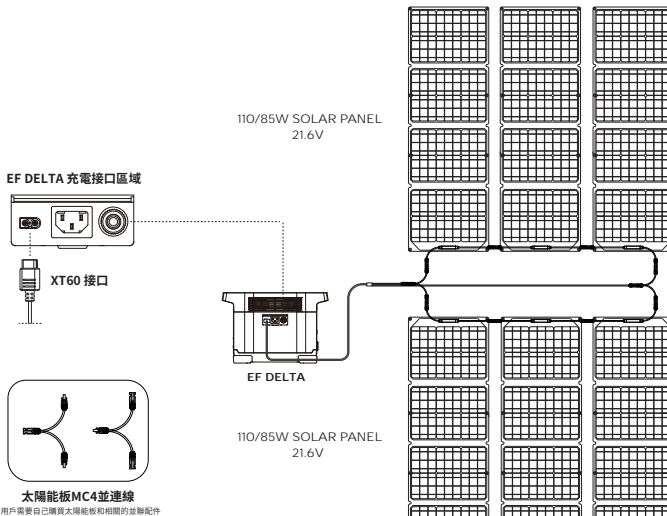 110/85W SOLAR PANEL
21.6V
EF DELTA 充電接口區域
XT60 接口
EF DELTA
110/85W SOLAR PANEL
21.6V
太陽能板MC4並連線
用戶需要自己購買太陽能板和相關的並聯配件